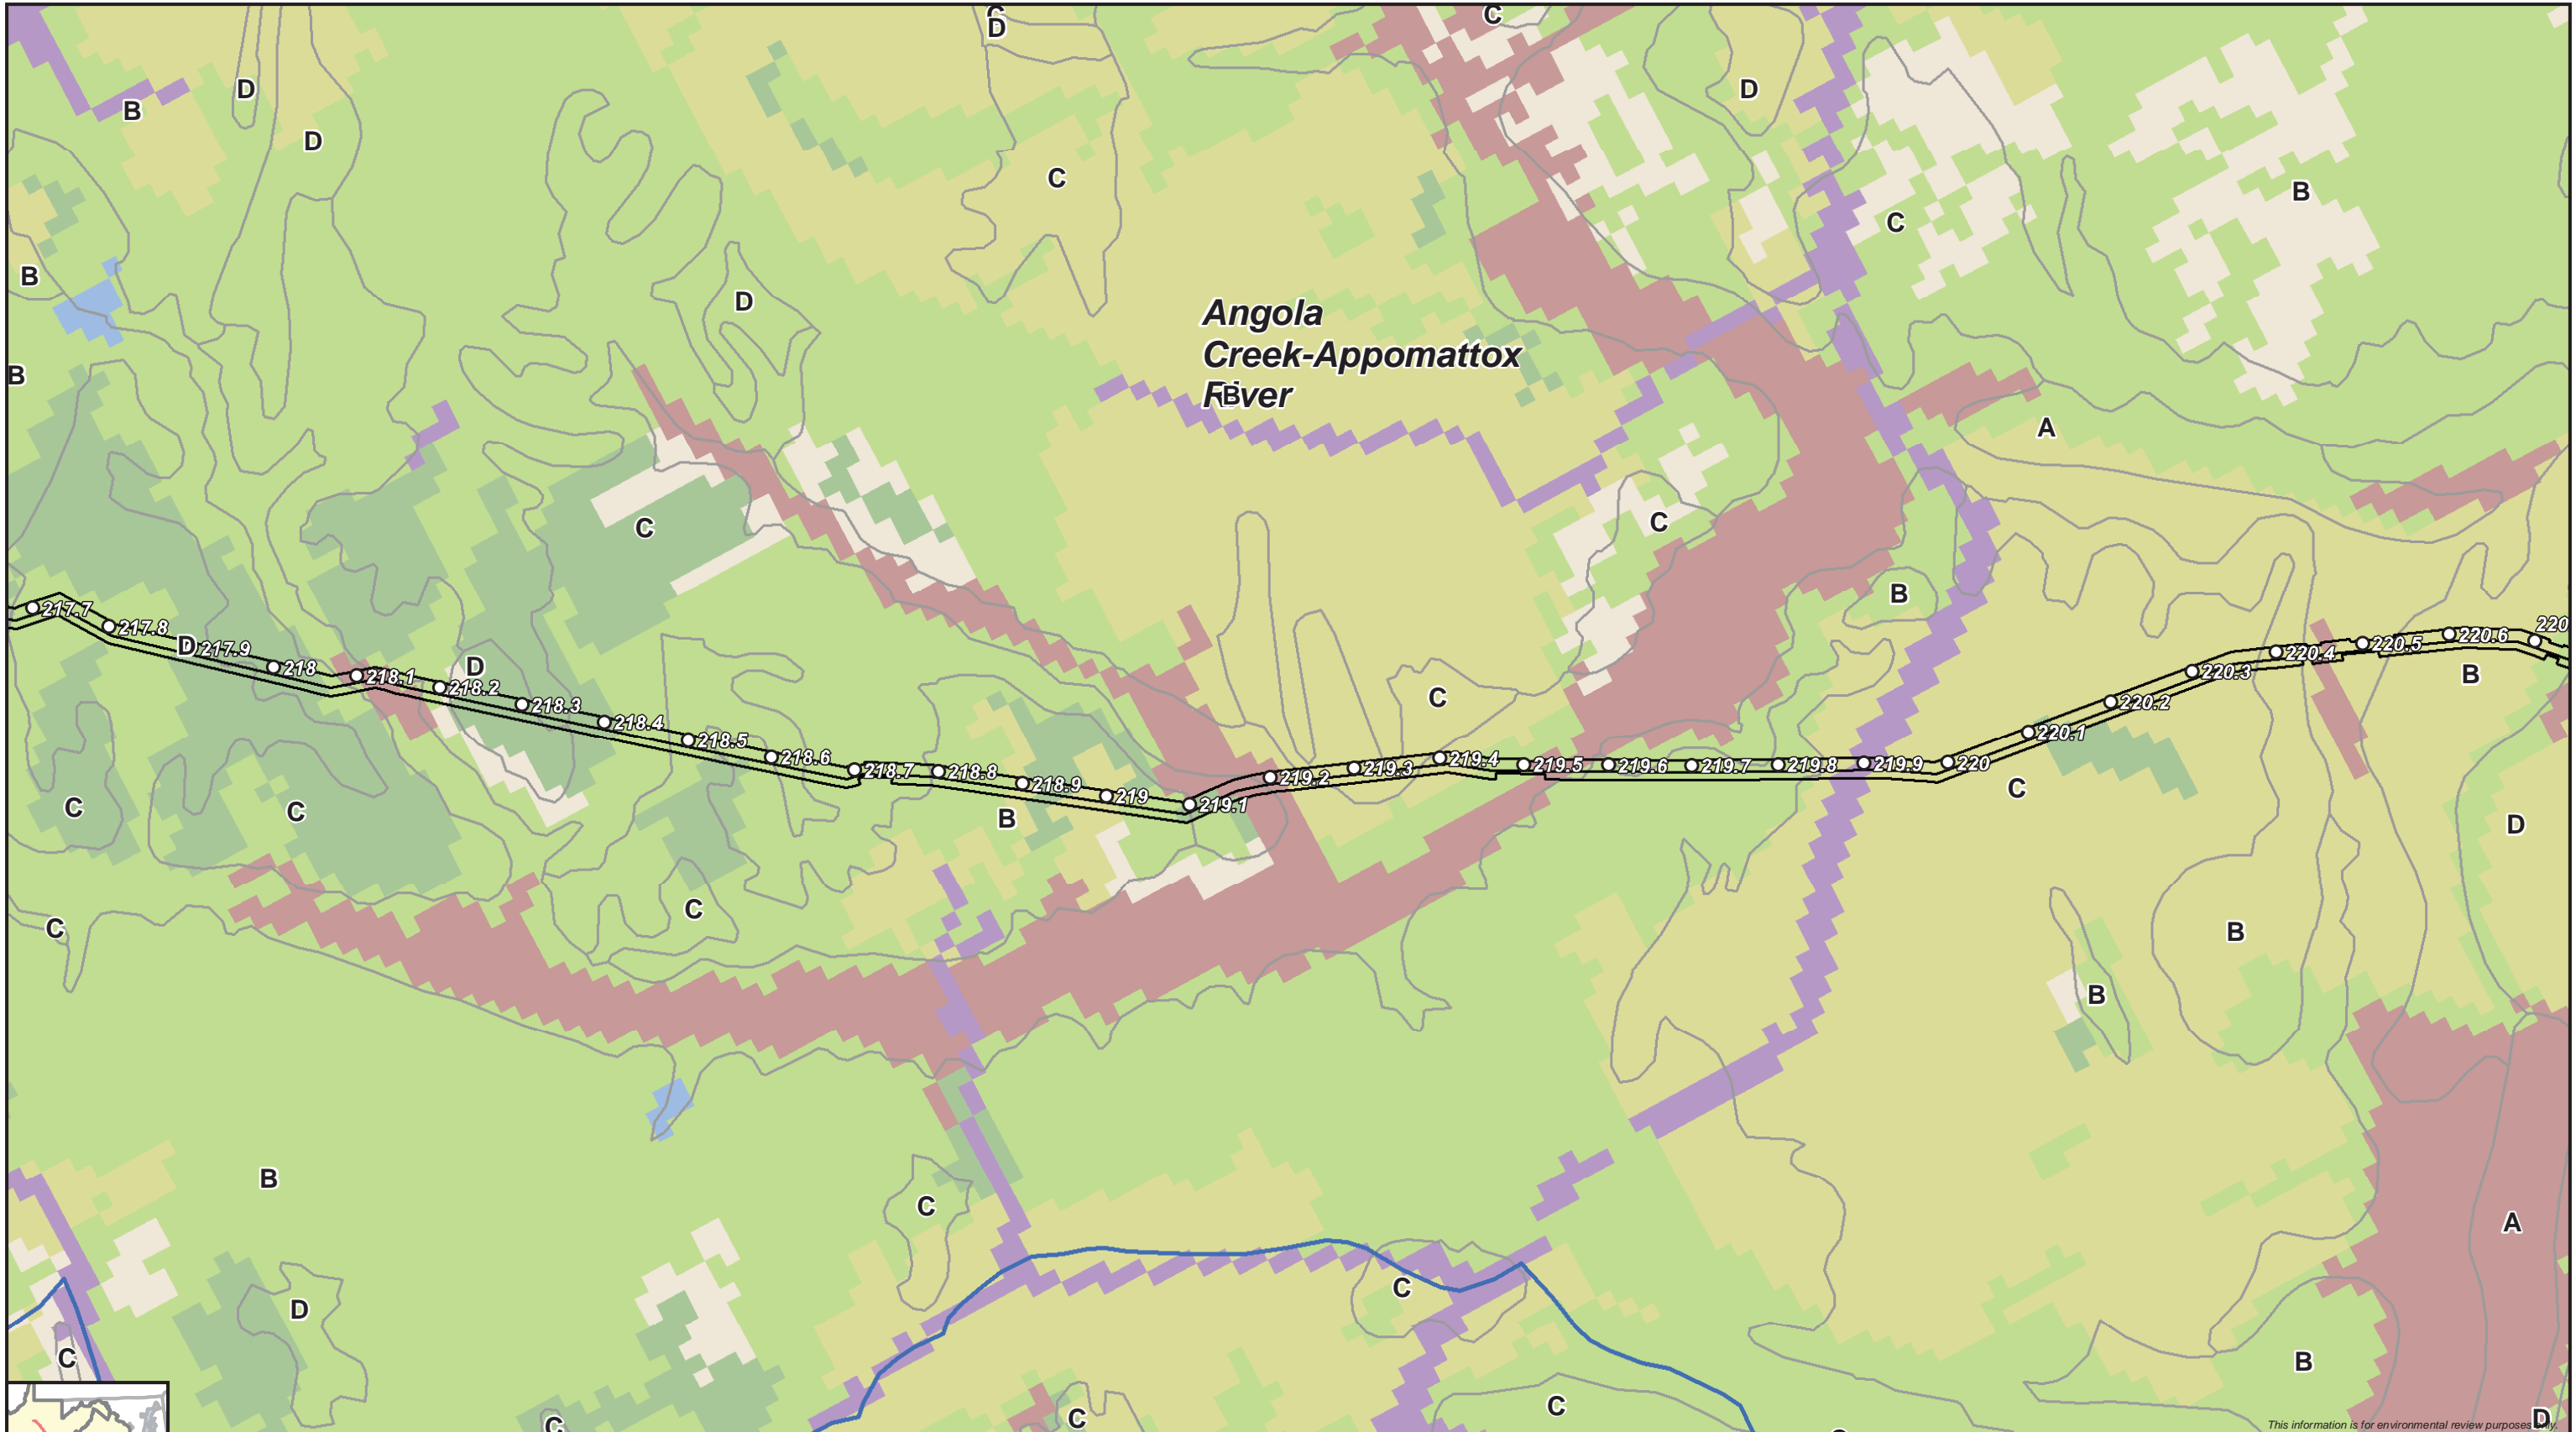 C
D
C
D
D
B
D
C
B
C
B
D
Angola
Creek-Appomattox
River
B
B
A
C
C
B
217.7
217.8
D
217.9
218
218.1
D
218.2
218.3
218.4
218.5
218.6
218.7
218.8
218.9
219
219.1
219.2
219.3
C
219.4
219.5
219.6
219.7
219.8
219.9
220
220.1
220.2
220.3
220.4
220.5
220.6
220
B
C
C
C
B
D
C
C
B
B
B
C
A
D
C
B
C
C
C
C
D
This information is for environmental review purposes only.